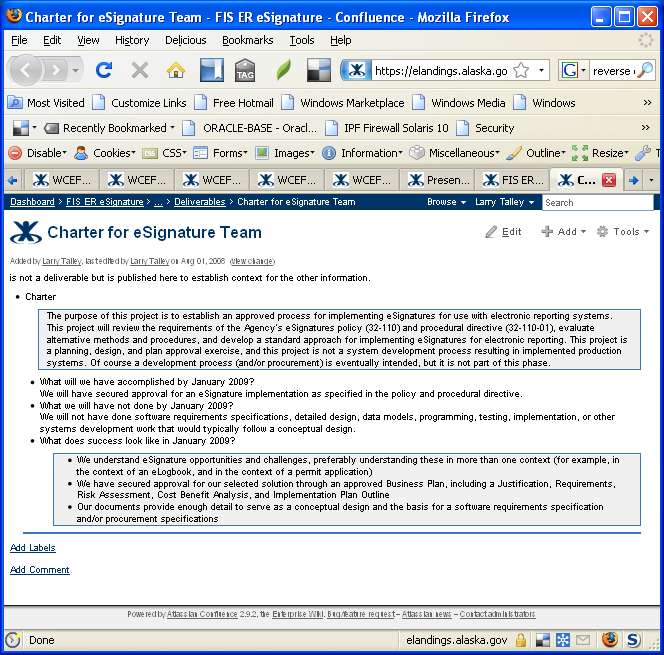 Charter for eSignature Team - FIS ER eSignature - Confluence - Mozilla Firefox
File Edit View History Delicious Bookmarks Tools Help
TAG https://elandings.alaska.go G reverse
Most Visited Customize Links Free Hotmail Windows Marketplace Windows Media Windows »
Recently Bookmarked ORACLE-BASE - Oracl... IPF Firewall Solaris 10 Security »
Disable Cookies CSS Forms Images Information Miscellaneous Outline Resize T
WCEF... WCEF... WCEF... WCEF... WCEF... Presen... FIS ER... C...
Dashboard > FIS ER eSignature > ... > Deliverables > Charter for eSignature Team Browse Larry Talley Search
Charter for eSignature Team Edit Add Tools
Added by Larry Talley, last edited by Larry Talley on Aug 01, 2008 (view change)
is not a deliverable but is published here to establish context for the other information.
• Charter
The purpose of this project is to establish an approved process for implementing eSignatures for use with electronic reporting systems.
This project will review the requirements of the Agency's eSignatures policy (32-110) and procedural directive (32-110-01), evaluate
alternative methods and procedures, and develop a standard approach for implementing eSignatures for electronic reporting. This project is
a planning, design, and plan approval exercise, and this project is not a system development process resulting in implemented production
systems. Of course a development process (and/or procurement) is eventually intended, but it is not part of this phase.
• What will we have accomplished by January 2009?
We will have secured approval for an eSignature implementation as specified in the policy and procedural directive.
• What we will have not done by January 2009?
We will not have done software requirements specifications, detailed design, data models, programming, testing, implementation, or other
systems development work that would typically follow a conceptual design.
• What does success look like in January 2009?
• We understand eSignature opportunities and challenges, preferably understanding these in more than one context (for example, in
the context of an eLogbook, and in the context of a permit application)
• We have secured approval for our selected solution through an approved Business Plan, including a Justification, Requirements,
Risk Assessment, Cost Benefit Analysis, and Implementation Plan Outline
• Our documents provide enough detail to serve as a conceptual design and the basis for a software requirements specification
and/or procurement specifications
Add Labels
Add Comment
Powered by Atlassian Confluence 2.9.2, the Enterprise Wiki. Bug/feature request – Atlassian news – Contact administrators
Done elandings.alaska.gov S